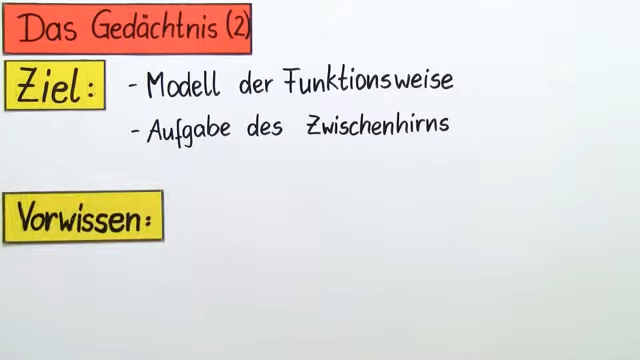 Das Gedächtnis (2)
Ziel: - Modell der Funktionsweise
- Aufgabe des Zwischenhirns
Vorwissen: